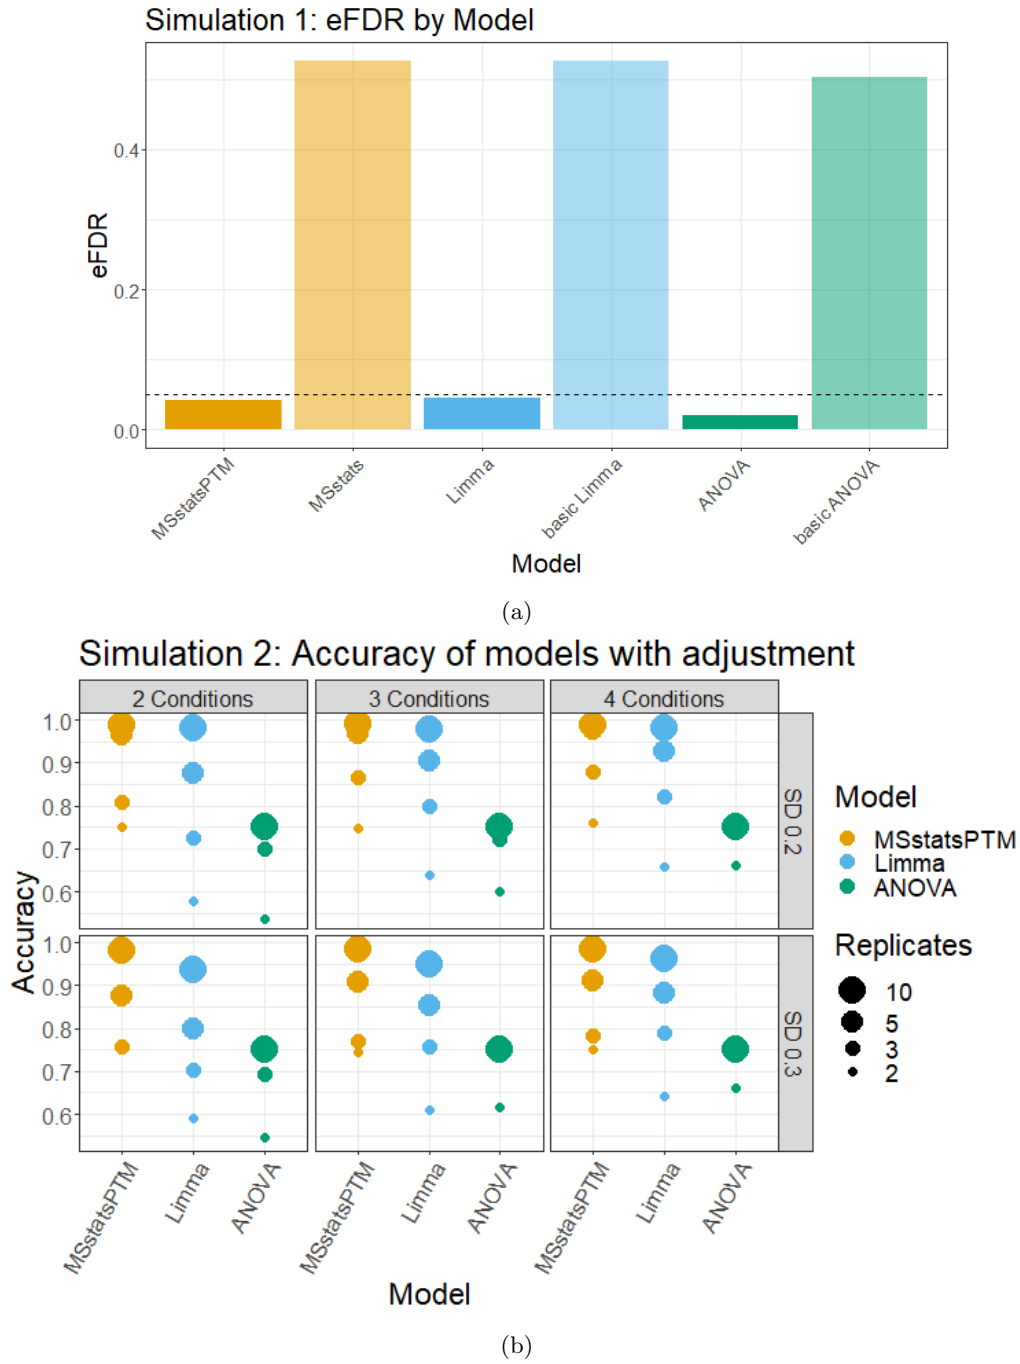 Simulation 1: eFDR by Model
eFDR
0.4
0.2
0.0
MSstatsPTM
MSstats
Limma
basic Limma
ANOVA
basic ANOVA
Model
(a)
Simulation 2: Accuracy of models with adjustment
2 Conditions
3 Conditions
4 Conditions
Accuracy
1.0
0.9
0.8
0.7
0.6
SD 0.2
1.0
0.9
0.8
0.7
0.6
SD 0.3
MSstatsPTM
Limma
ANOVA
MSstatsPTM
Limma
ANOVA
MSstatsPTM
Limma
ANOVA
Model
Model
MSstatsPTM
Limma
ANOVA
Replicates
10
5
3
2
(b)